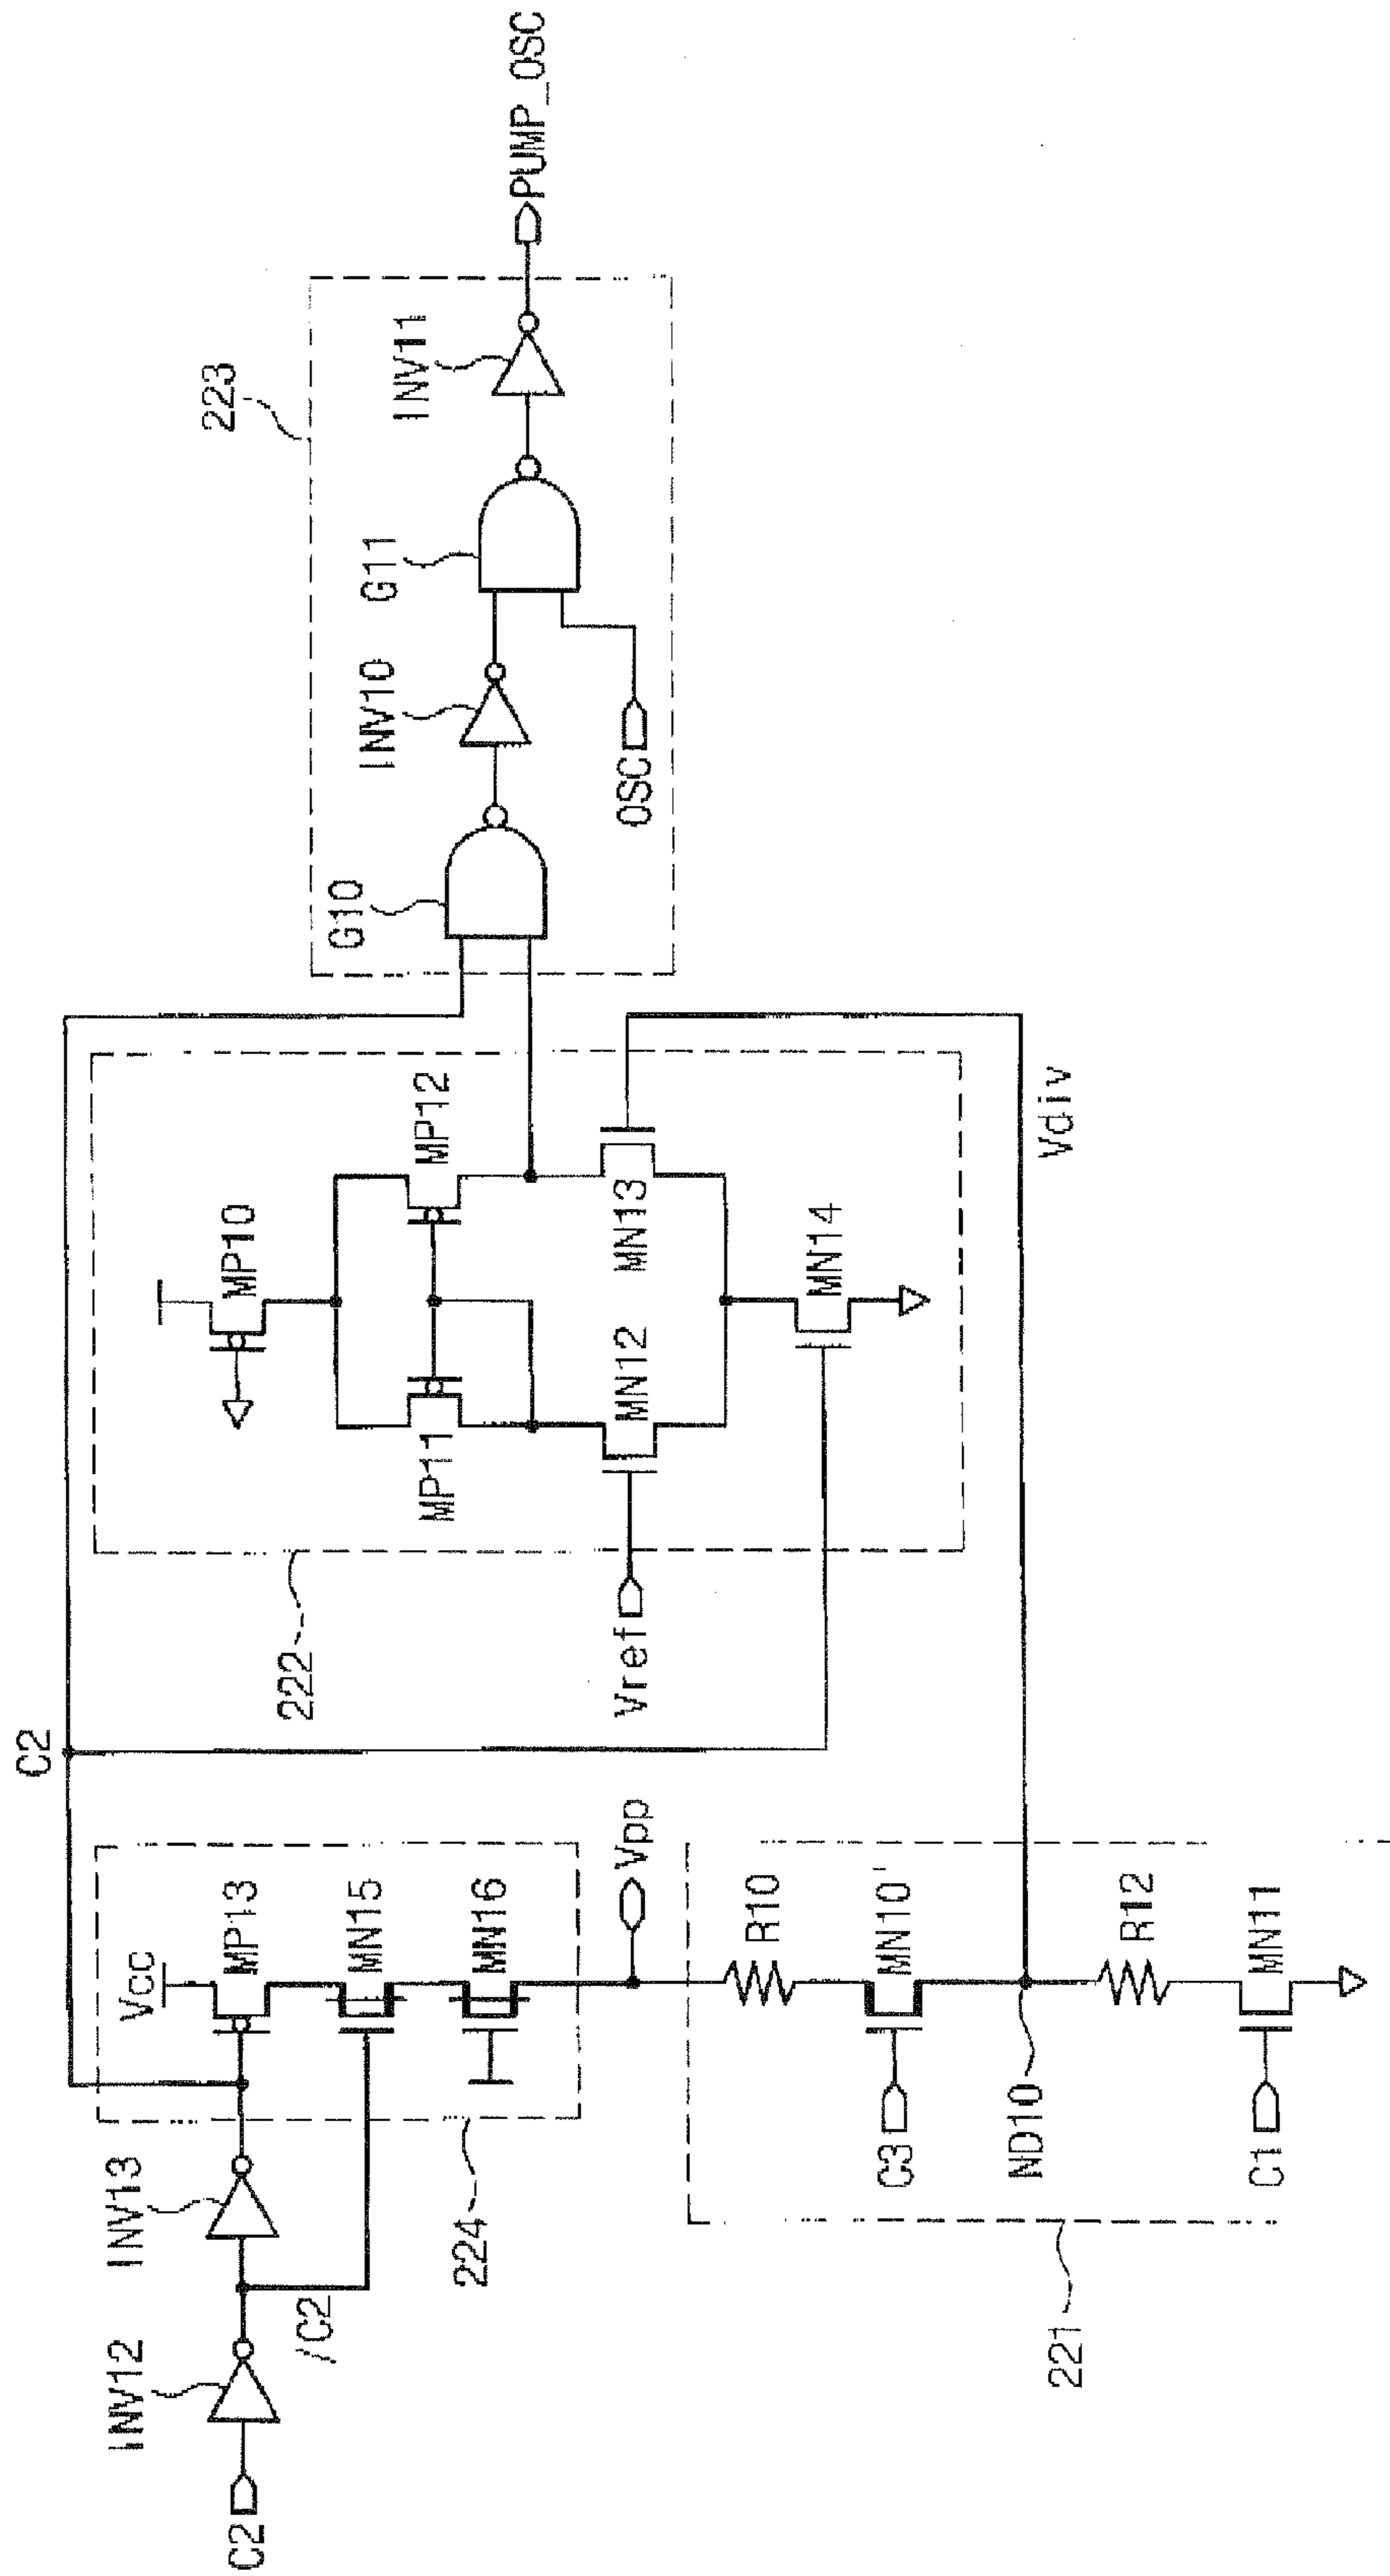 C2
INV12
/C2
INV13
224
Vcc
MP13
MN15
MN16
Vpp
221
C3
R10
MN10'
ND10
R12
C1
MN11
C2
222
Vref
MP10
MP11
MP12
MN12
MN13
MN14
Vdiv
223
G10
INV10
OSC
G11
INV11
PUMP_OSC